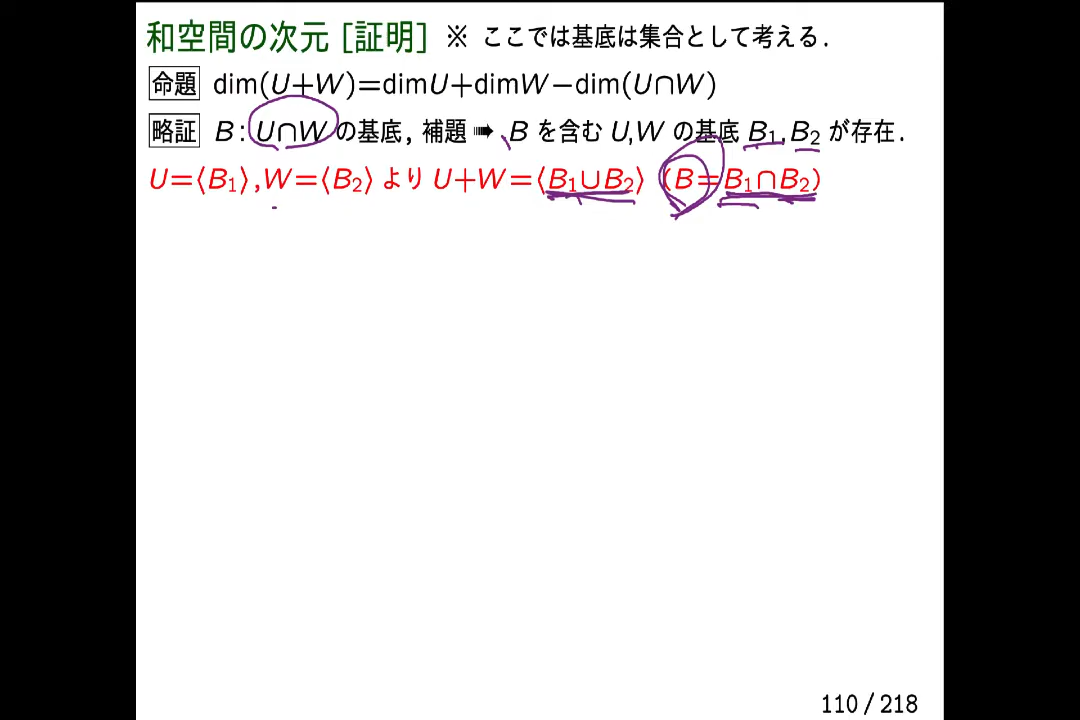 和空間の次元 [証明] ※ ここでは基底は集合として考える.
命題 dim(U+W)=dimU+dimW−dim(U∩W)
略証 B: U∩W の基底, 補題 ➠ B を含む U,W の基底 B₁,B₂ が存在.
U=⟨B₁⟩,W=⟨B₂⟩ より U+W=⟨B₁∪B₂⟩ (B=B₁∩B₂)
110 / 218